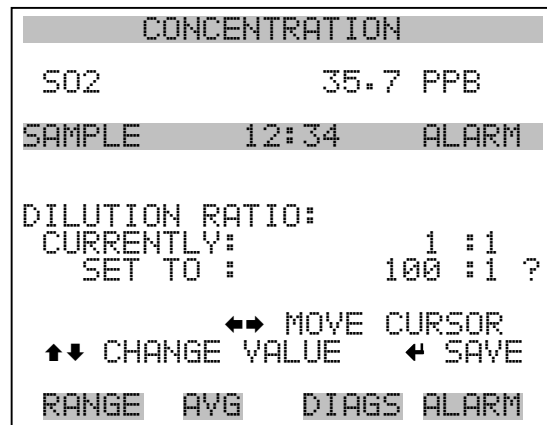 CONCENTRATION
SO2 35.7 PPB
SAMPLE 12:34 ALARM
DILUTION RATIO:
CURRENTLY: 1 :1
SET TO : 100 :1 ?
⬅➡ MOVE CURSOR
⬆⬇ CHANGE VALUE ↵ SAVE
RANGE AVG DIAGS ALARM